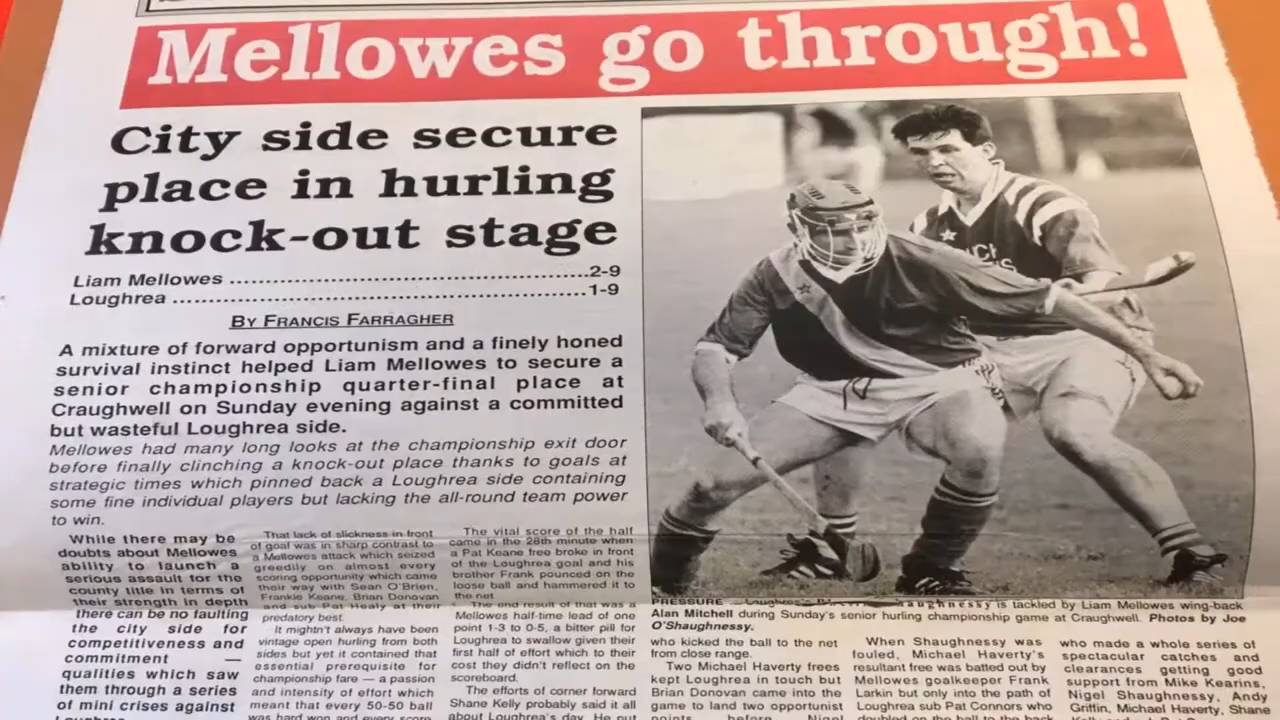 Mellowes go through!
City side secure
place in hurling
knock-out stage
Liam Mellowes ..........2-9
Loughrea ..........1-9
BY FRANCIS FARRAGHER
A mixture of forward opportunism and a finely honed
survival instinct helped Liam Mellowes to secure a
senior championship quarter-final place at
Craughwell on Sunday evening against a committed
but wasteful Loughrea side.
Mellowes had many long looks at the championship exit door
before finally clinching a knock-out place thanks to goals at
strategic times which pinned back a Loughrea side containing
some fine individual players but lacking the all-round team power
to win.
While there may be
doubts about Mellowes
ability to launch a
serious assault for the
county title in terms of
their strength in depth
there can be no faulting
the city side for
competitiveness and
commitment —
qualities which saw
them through a series
of mini crises against
That lack of slickness in front
of goal was in sharp contrast to
a Mellowes attack which seized
greedily on almost every
scoring opportunity which came
their way with Sean O'Brien,
Frankie Keane, Brian Donovan
and sub Pat Healy at their
predatory best.
It mightn't always have been
vintage open hurling from both
sides but yet it contained that
essential prerequisite for
championship fare — a passion
and intensity of effort which
meant that every 50-50 ball
was hard won and every score
The vital score of the half
came in the 28th minute when
a Pat Keane free broke in front
of the Loughrea goal and his
brother Frank pounced on the
loose ball and hammered it to
the net
The end result of that was a
Mellowes half-time lead of one
point 1-3 to 0-5, a bitter pill for
Loughrea to swallow given their
first half of effort which to their
cost they didn't reflect on the
scoreboard.
The efforts of corner forward
Shane Kelly probably said it all
about Loughrea's day. He put
PRESSURE is tackled by Liam Mellowes wing-back
Alan Mitchell during Sunday's senior hurling championship game at Craughwell. Photos by Joe
O'Shaughnessy.
who kicked the ball to the net
from close range.
Two Michael Haverty frees
kept Loughrea in touch but
Brian Donovan came into the
game to land two opportunist
points before Nigel
When Shaughnessy was
fouled, Michael Haverty's
resultant free was batted out by
Mellowes goalkeeper Frank
Larkin but only into the path of
Loughrea sub Pat Connors who
doubled on the ball to the back
who made a whole series of
spectacular catches and
clearances getting good
support from Mike Kearins,
Nigel Shaughnessy, Andy
Griffin, Michael Haverty, Shane